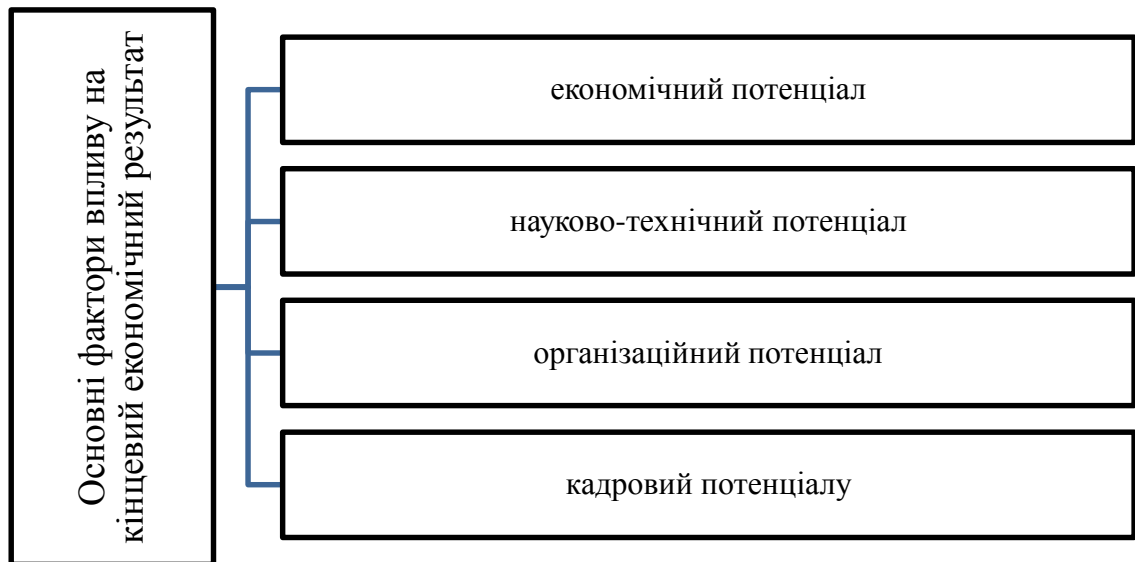 Основні фактори впливу на
кінцевий економічний результат
економічний потенціал
науково-технічний потенціал
організаційний потенціал
кадровий потенціалу